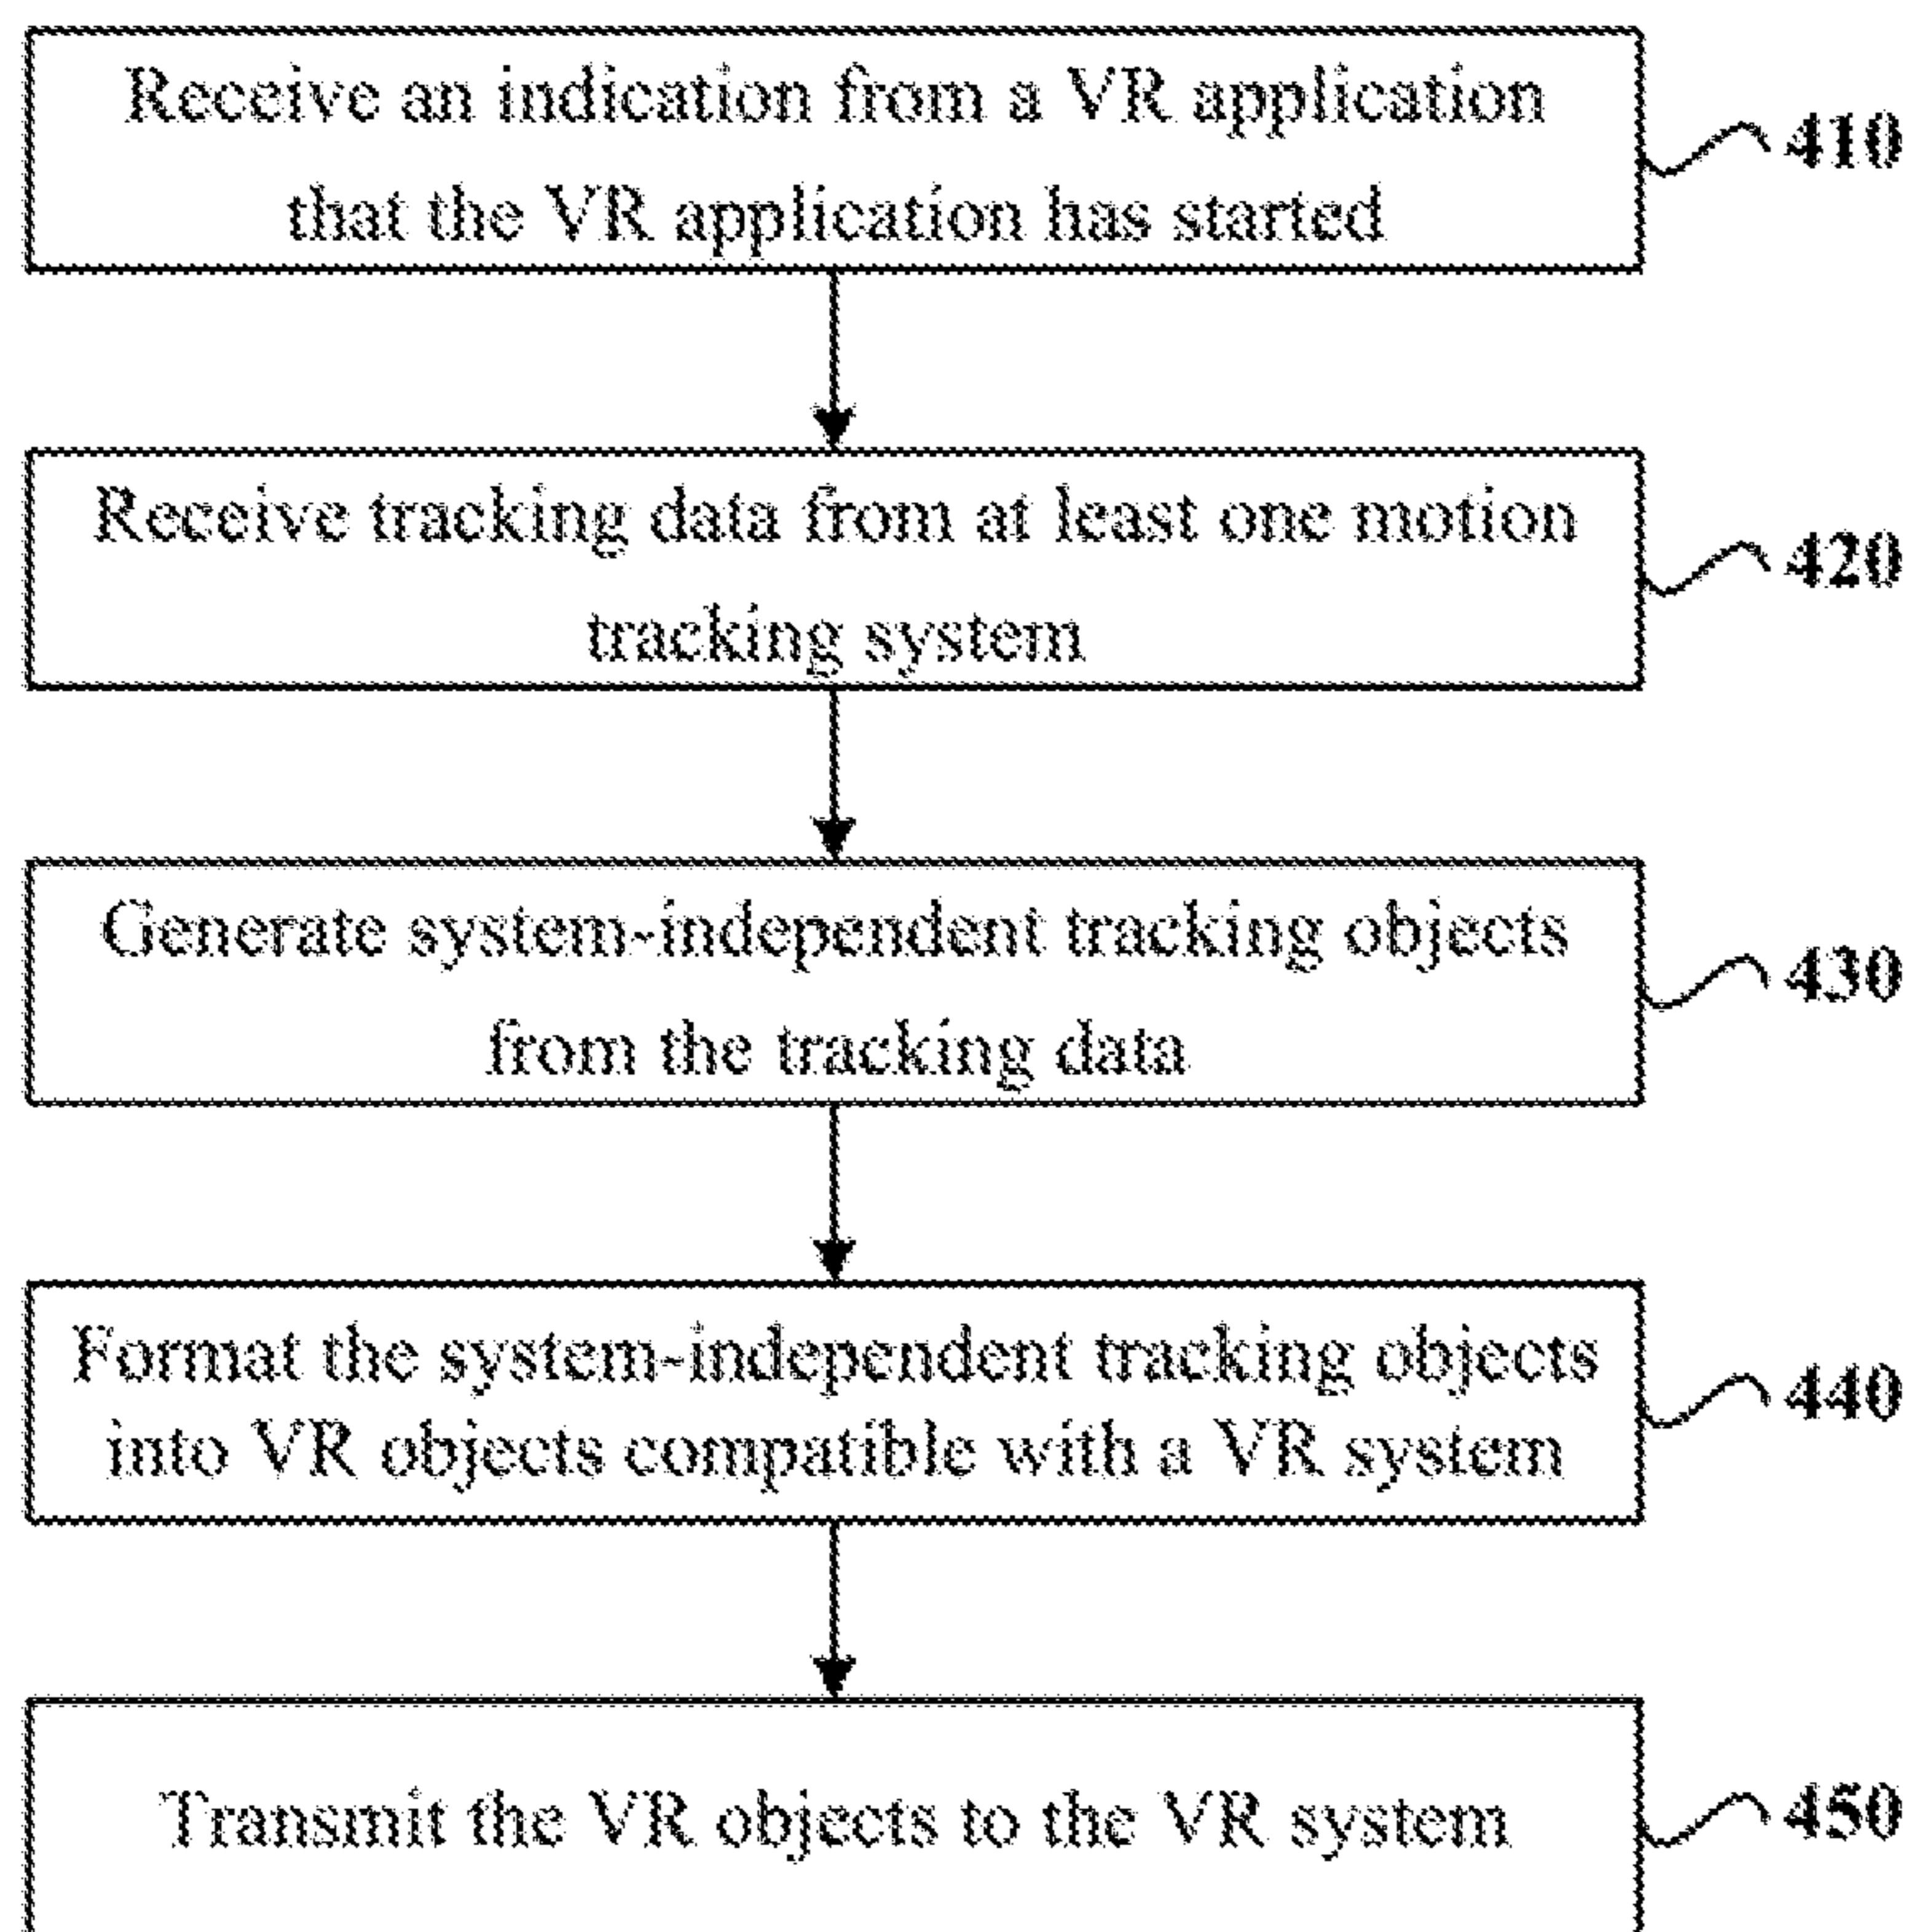 Receive an indication from a VR application
that the VR application has started
410
Receive tracking data from at least one motion
tracking system
420
Generate system-independent tracking objects
from the tracking data
430
Format the system-independent tracking objects
into VR objects compatible with a VR system
440
Transmit the VR objects to the VR system
450